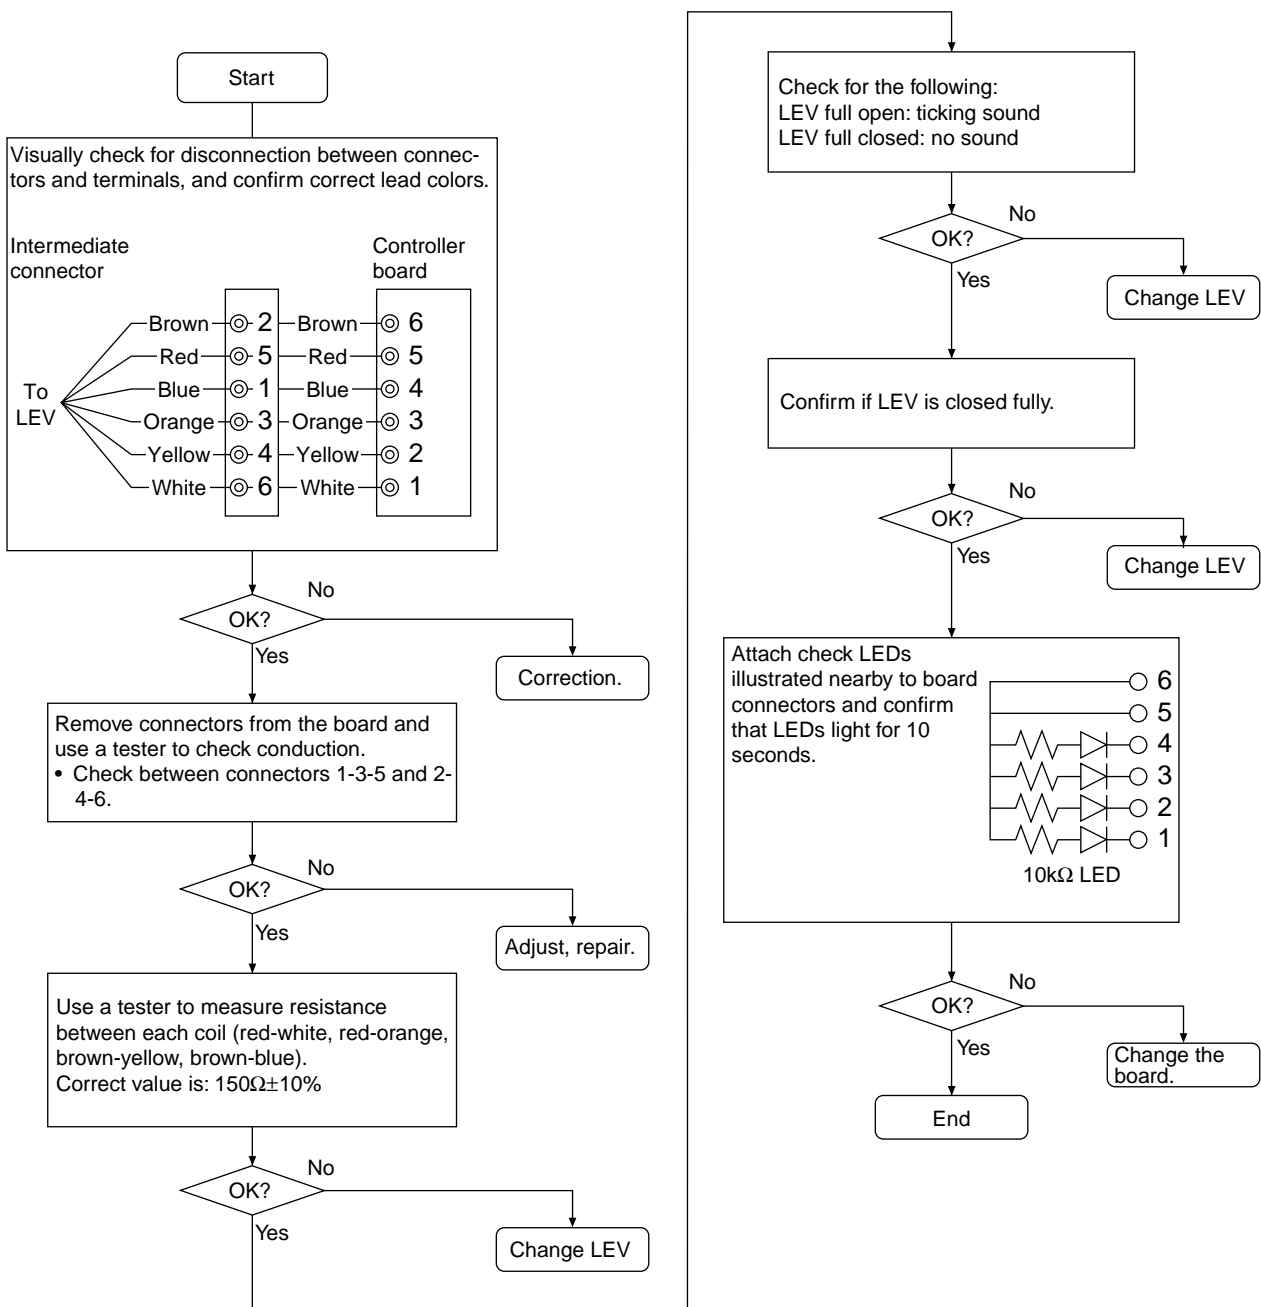 Start
Visually check for disconnection between connec-
tors and terminals, and confirm correct lead colors.
Intermediate
connector
Controller
board
Brown 2 Brown 6
Red 5 Red 5
Blue 1 Blue 4
To
LEV
Orange 3 Orange 3
Yellow 4 Yellow 2
White 6 White 1
No
OK?
Yes
Correction.
Remove connectors from the board and
use a tester to check conduction.
• Check between connectors 1-3-5 and 2-
4-6.
No
OK?
Yes
Adjust, repair.
Use a tester to measure resistance
between each coil (red-white, red-orange,
brown-yellow, brown-blue).
Correct value is: 150Ω±10%
No
OK?
Yes
Change LEV
Check for the following:
LEV full open: ticking sound
LEV full closed: no sound
No
OK?
Yes
Change LEV
Confirm if LEV is closed fully.
No
OK?
Yes
Change LEV
Attach check LEDs
illustrated nearby to board
connectors and confirm
that LEDs light for 10
seconds.
6
5
4
3
2
1
10kΩ LED
No
OK?
Yes
Change the
board.
End